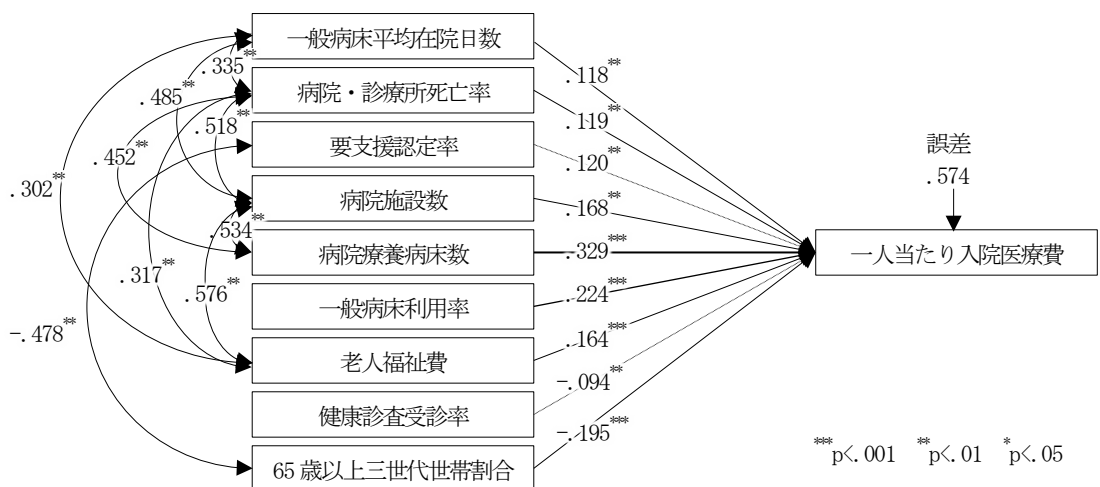 一般病床平均在院日数
病院・診療所死亡率
要支援認定率
病院施設数
病院療養病床数
一般病床利用率
老人福祉費
健康診査受診率
65歳以上三世代世帯割合
.335**
.485**
.518**
.452**
.302**
.534**
.317**
.576**
-.478**
.118**
.119**
.120**
.168**
.329***
.224***
.164***
-.094**
-.195***
誤差
.574
一人当たり入院医療費
***p<.001 **p<.01 *p<.05